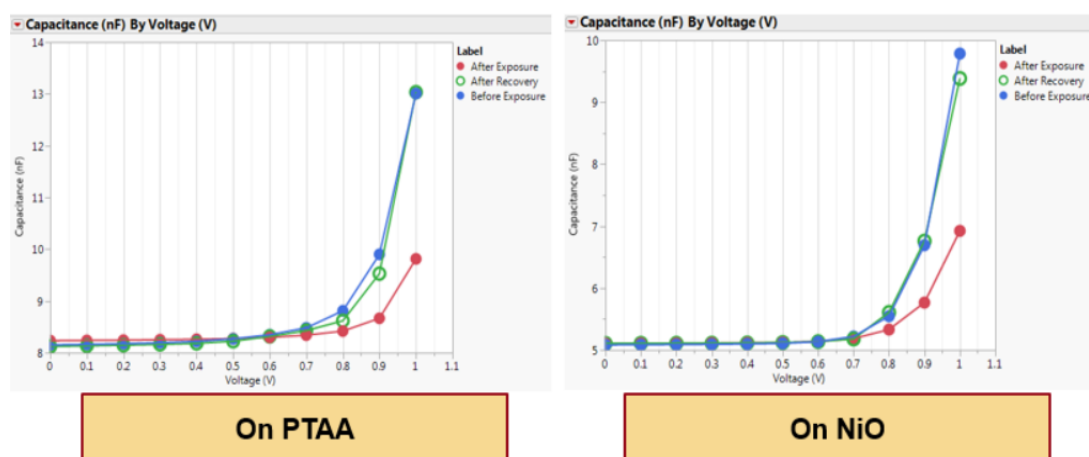 Capacitance (nF) By Voltage (V)
14
13
12
11
10
9
8
Capacitance (nF)
0 0.1 0.2 0.3 0.4 0.5 0.6 0.7 0.8 0.9 1 1.1
Voltage (V)
Label
After Exposure
After Recovery
Before Exposure
On PTAA
Capacitance (nF) By Voltage (V)
10
9
8
7
6
5
Capacitance (nF)
0 0.1 0.2 0.3 0.4 0.5 0.6 0.7 0.8 0.9 1 1.1
Voltage (V)
Label
After Exposure
After Recovery
Before Exposure
On NiO